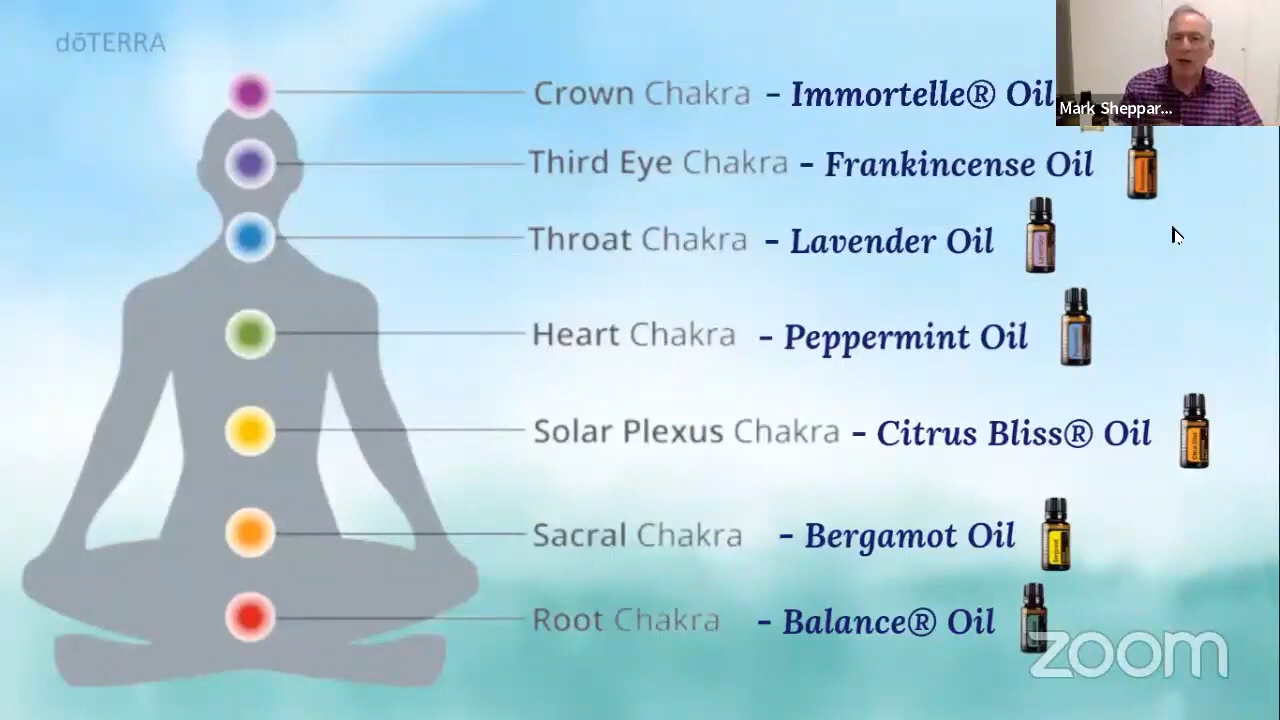 dōTERRA
Crown Chakra - Immortelle® Oil
Mark Sheppar...
Third Eye Chakra - Frankincense Oil
Throat Chakra - Lavender Oil
Heart Chakra - Peppermint Oil
Solar Plexus Chakra - Citrus Bliss® Oil
Sacral Chakra - Bergamot Oil
Root Chakra - Balance® Oil
zoom